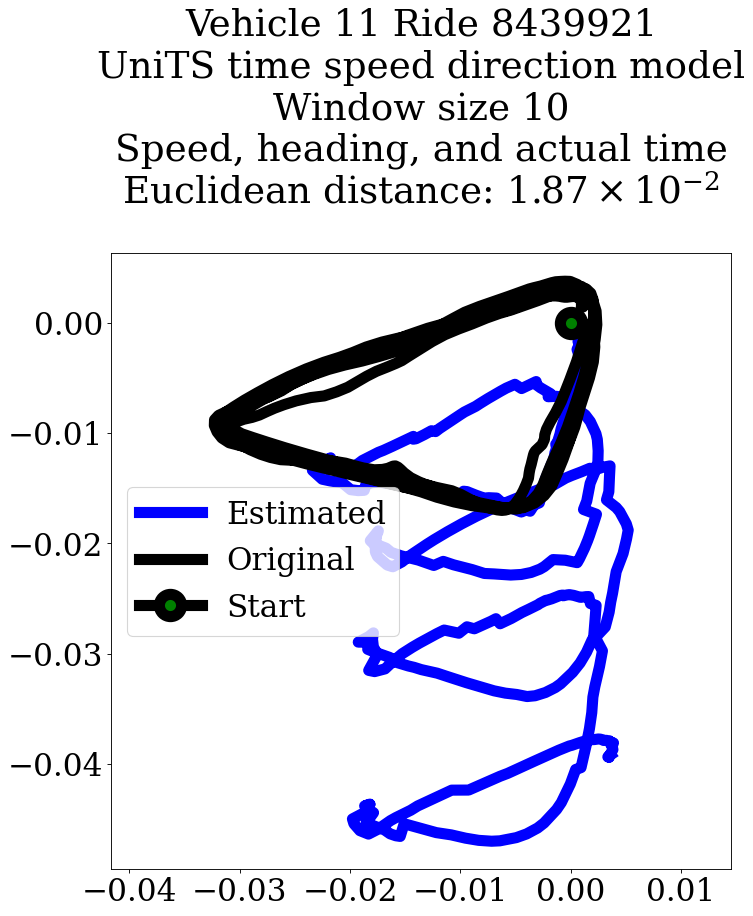 Vehicle 11 Ride 8439921
UniTS time speed direction model
Window size 10
Speed, heading, and actual time
Euclidean distance: 1.87 × 10⁻²
0.00
−0.01
−0.02
−0.03
−0.04
Estimated
Original
Start
−0.04 −0.03 −0.02 −0.01 0.00 0.01